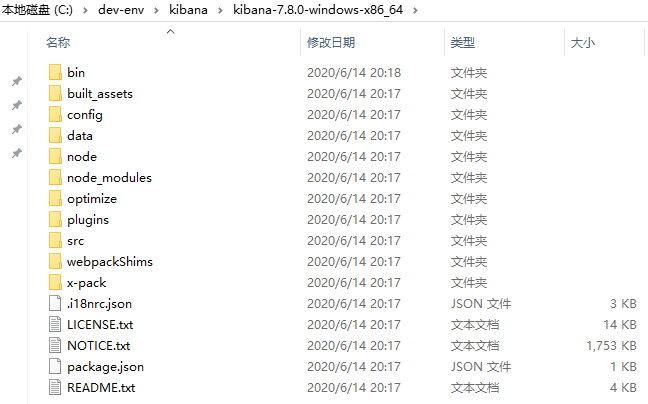 本地磁盘 (C:) › dev-env › kibana › kibana-7.8.0-windows-x86_64 ›
名称 修改日期 类型 大小
bin 2020/6/14 20:18 文件夹
built_assets 2020/6/14 20:17 文件夹
config 2020/6/14 20:17 文件夹
data 2020/6/14 20:17 文件夹
node 2020/6/14 20:17 文件夹
node_modules 2020/6/14 20:17 文件夹
optimize 2020/6/14 20:17 文件夹
plugins 2020/6/14 20:17 文件夹
src 2020/6/14 20:17 文件夹
webpackShims 2020/6/14 20:17 文件夹
x-pack 2020/6/14 20:17 文件夹
.i18nrc.json 2020/6/14 20:17 JSON 文件 3 KB
LICENSE.txt 2020/6/14 20:17 文本文档 14 KB
NOTICE.txt 2020/6/14 20:17 文本文档 1,753 KB
package.json 2020/6/14 20:17 JSON 文件 1 KB
README.txt 2020/6/14 20:17 文本文档 4 KB